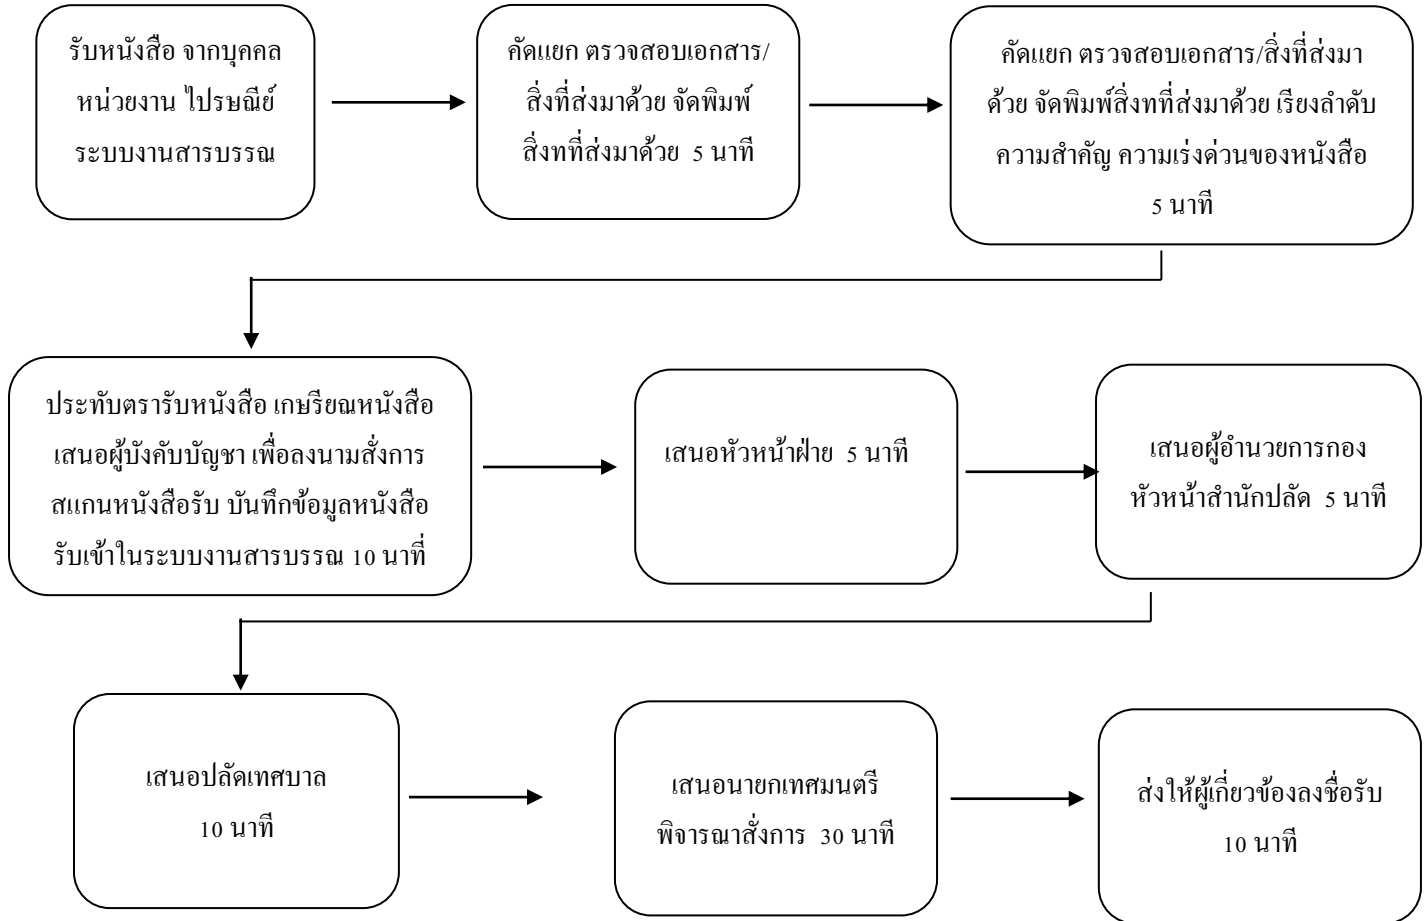 รับหนังสือ จากบุคคล
หน่วยงาน ไปรษณีย์
ระบบงานสารบรรณ
คัดแยก ตรวจสอบเอกสาร/
สิ่งที่ส่งมาด้วย จัดพิมพ์
สิ่งทที่ส่งมาด้วย 5 นาที
คัดแยก ตรวจสอบเอกสาร/สิ่งที่ส่งมา
ด้วย จัดพิมพ์สิ่งทที่ส่งมาด้วย เรียงลำดับ
ความสำคัญ ความเร่งด่วนของหนังสือ
5 นาที
ประทับตรารับหนังสือ เกษรียณหนังสือ
เสนอผู้บังคับบัญชา เพื่อลงนามสั่งการ
สแกนหนังสือรับ บันทึกข้อมูลหนังสือ
รับเข้าในระบบงานสารบรรณ 10 นาที่
เสนอหัวหน้าฝ่าย 5 นาที
เสนอผู้อำนวยการกอง
หัวหน้าสำนักปลัด 5 นาที
เสนอปลัดเทศบาล
10 นาที
เสนอนายกเทศมนตรี
พิจารณาสั่งการ 30 นาที
ส่งให้ผู้เกี่ยวข้องลงชื่อรับ
10 นาที